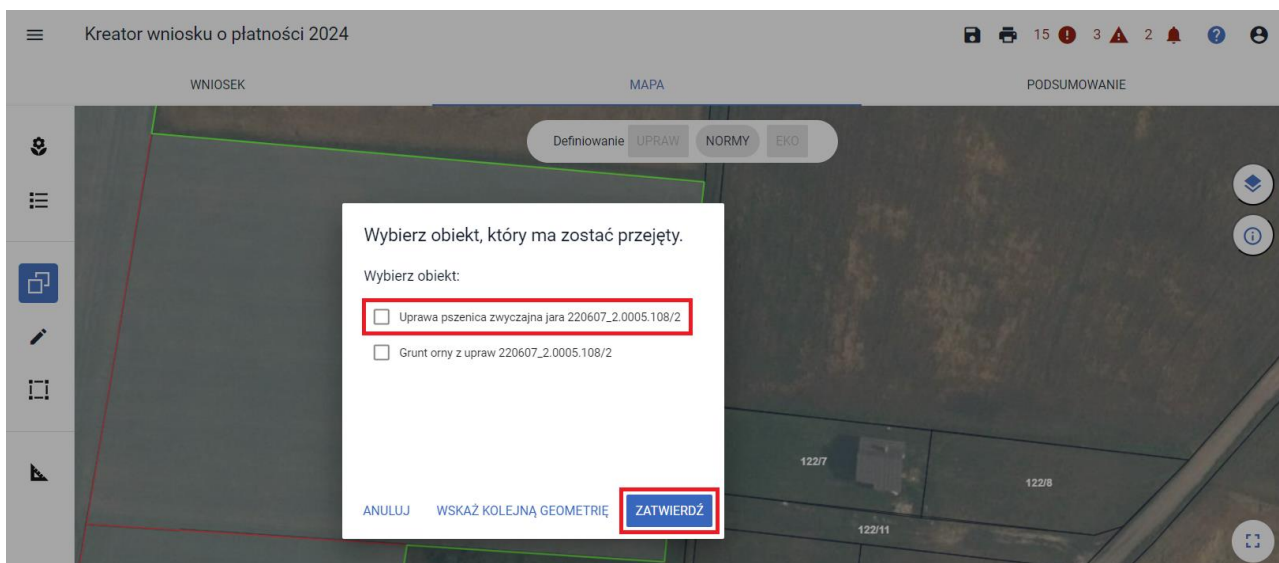 Kreator wniosku o płatności 2024
15 3 2
WNIOSEK MAPA PODSUMOWANIE
Definiowanie UPRAW NORMY EKO
Wybierz obiekt, który ma zostać przejęty.
Wybierz obiekt:
Uprawa pszenica zwyczajna jara 220607_2.0005.108/2
Grunt orny z upraw 220607_2.0005.108/2
122/7
122/8
ANULUJ WSKAŻ KOLEJNĄ GEOMETRIĘ ZATWIERDŹ
122/11